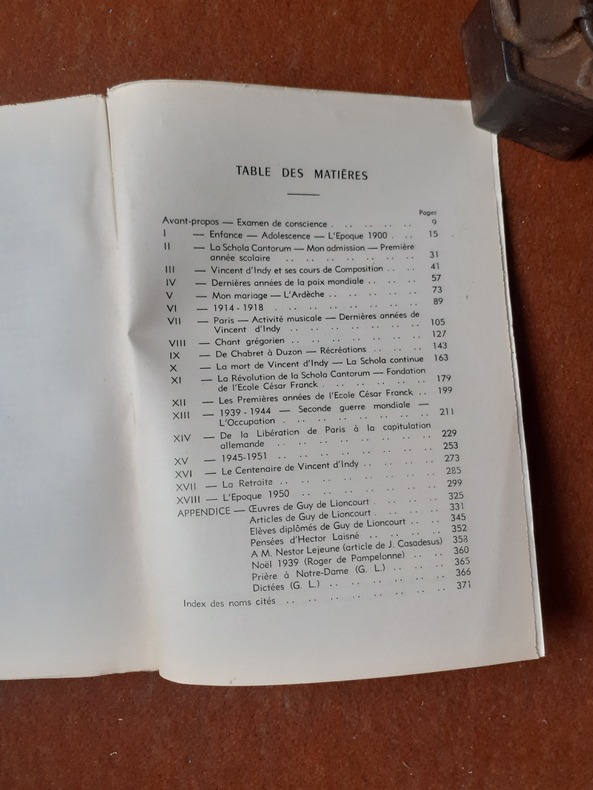 TABLE DES MATIÈRES
Pages
Avant-propos — Examen de conscience . .. .. .. .. 9
I — Enfance — Adolescence — L'Epoque 1900 . .. 15
II — La Schola Cantorum — Mon admission — Première
année scolaire .. .. .. .. .. .. .. 31
III — Vincent d'Indy et ses cours de Composition .. .. 41
IV — Dernières années de la paix mondiale .. .. .. 57
V — Mon mariage — L'Ardèche .. .. .. .. .. 73
VI — 1914 - 1918 .. .. .. .. .. .. .. 89
VII — Paris — Activité musicale — Dernières années de
Vincent d'Indy .. .. .. .. .. .. .. 105
VIII — Chant grégorien .. .. .. .. .. .. .. 127
IX — De Chabret à Duzon — Récréations .. .. .. 143
X — La mort de Vincent d'Indy — La Schola continue 163
XI — La Révolution de la Schola Cantorum — Fondation
de l'Ecole César Franck . .. .. .. .. .. 179
XII — Les Premières années de l'Ecole César Franck .. .. 199
XIII — 1939 - 1944 — Seconde guerre mondiale —
L'Occupation . .. .. .. .. .. .. .. 211
XIV — De la Libération de Paris à la capitulation
allemande .. .. .. .. .. .. .. .. 229
XV — 1945-1951 .. .. .. .. .. .. .. .. 253
XVI — Le Centenaire de Vincent d'Indy .. .. .. .. 273
XVII — La Retraite .. .. .. .. .. .. .. .. 285
XVIII — L'Epoque 1950 .. .. .. .. .. .. .. 299
APPENDICE — Œuvres de Guy de Lioncourt . .. .. .. 325
Articles de Guy de Lioncourt . .. .. .. 331
Elèves diplômés de Guy de Lioncourt .. .. 345
Pensées d'Hector Laisné .. .. .. .. .. 352
A M. Nestor Lejeune (article de J. Casadesus) 358
Noël 1939 (Roger de Pampelonne) .. .. 360
Prière à Notre-Dame (G. L.) .. .. .. .. 365
Dictées (G. L.) .. .. .. .. .. .. .. 366
Index des noms cités .. .. .. .. .. .. .. .. 371